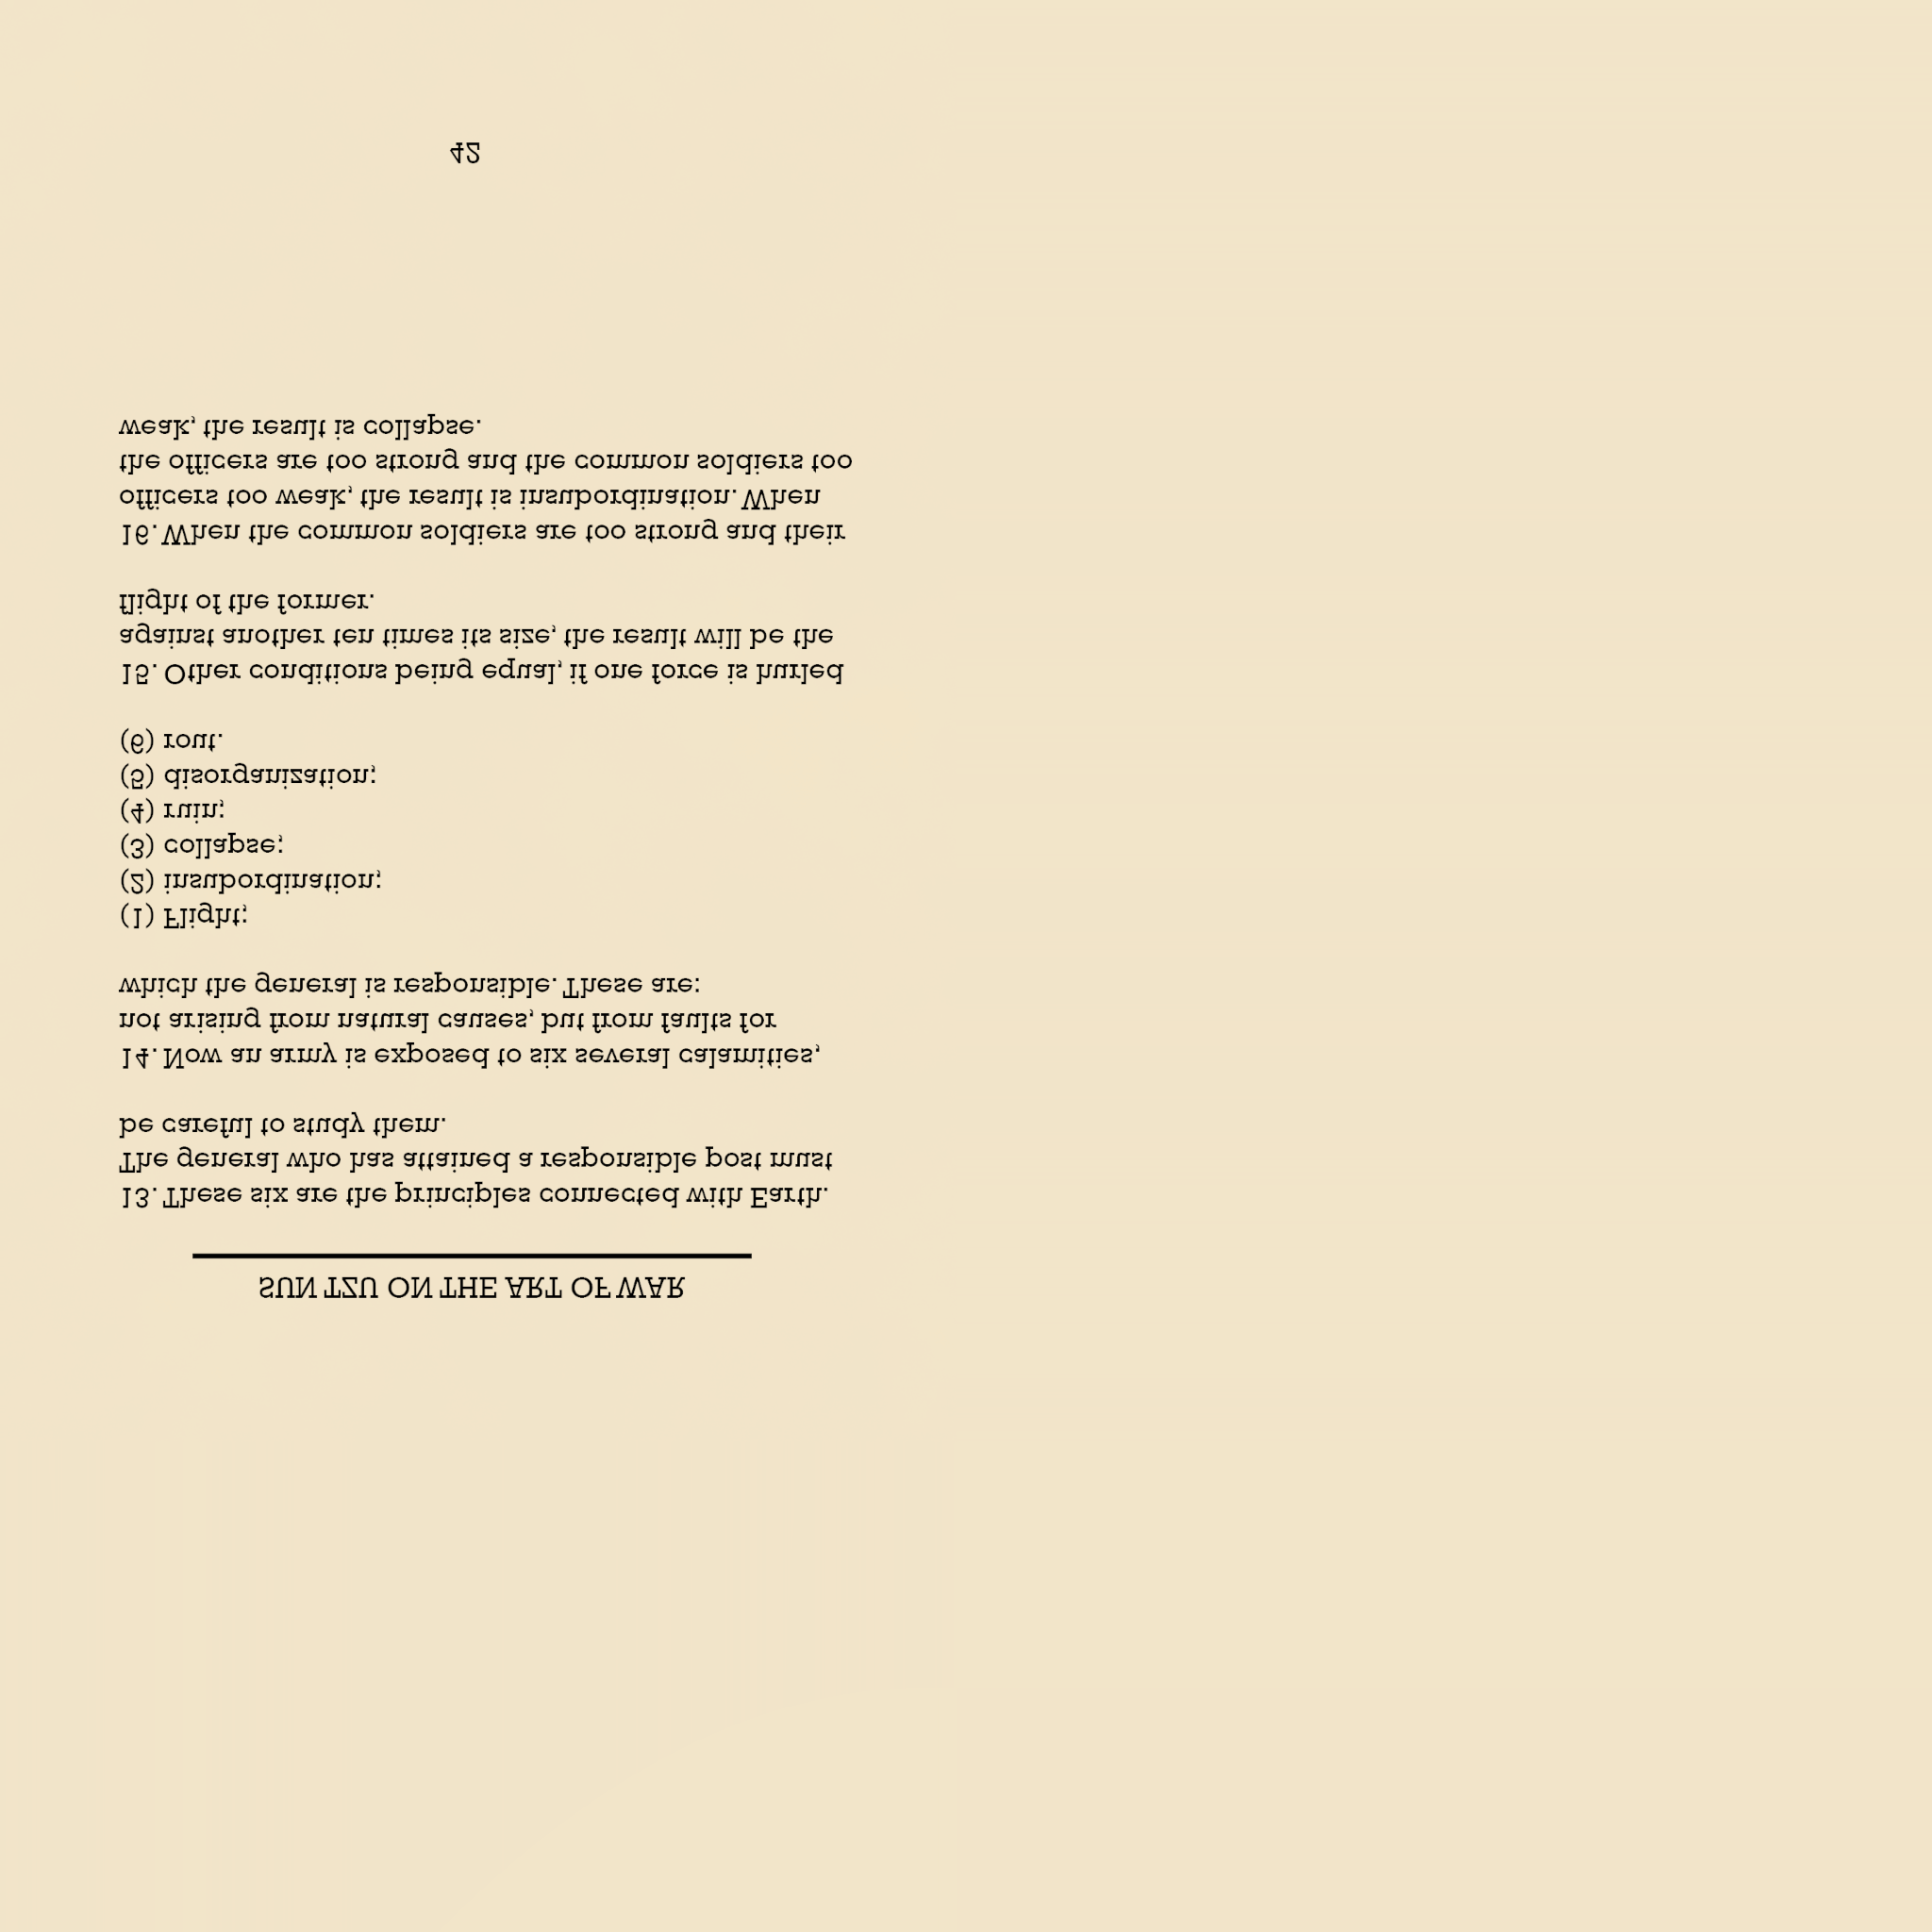 SUN TZU ON THE ART OF WAR
13. These six are the principles connected with Earth.
The general who has attained a responsible post must
be careful to study them.
14. Now an army is exposed to six several calamities,
not arising from natural causes, but from faults for
which the general is responsible. These are:
(1) Flight;
(2) insubordination;
(3) collapse;
(4) ruin;
(5) disorganization;
(6) rout.
15. Other conditions being equal, if one force is hurled
against another ten times its size, the result will be the
flight of the former.
16. When the common soldiers are too strong and their
officers too weak, the result is insubordination. When
the officers are too strong and the common soldiers too
weak, the result is collapse.
42